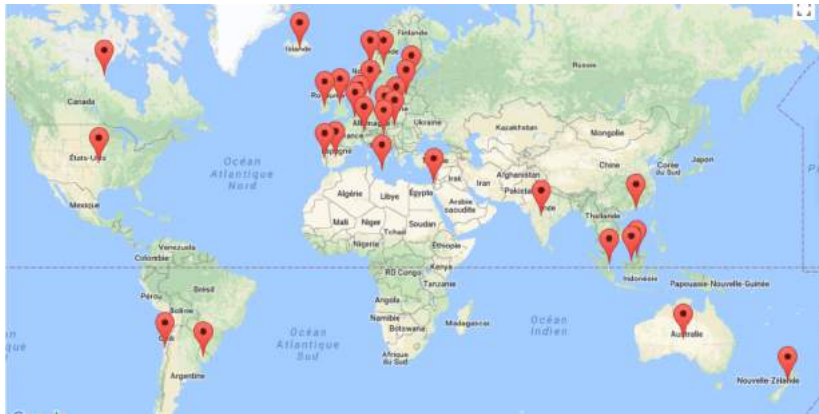 Islande
Finlande
Russie
Canada
Ukraine
Kazakhstan
Mongolie
États-Unis
Océan
Atlantique
Nord
Espagne
Chine
Corée
du Sud
Japon
Mexique
Algérie
Libye
Égypte
Irak
Iran
Afghanistan
Pakistan
Arabie
saoudite
Mali
Niger
Tchad
Soudan
Thaïlande
Venezuela
Colombie
Nigeria
Éthiopie
RD Congo
Kenya
Tanzanie
Indonésie
Papouasie-Nouvelle-Guinée
Pérou
Brésil
Bolivie
Angola
Namibie
Botswana
Madagascar
Océan
Indien
Océan
Atlantique
Sud
Chili
Afrique
du Sud
Australie
Argentine
Nouvelle-Zélande